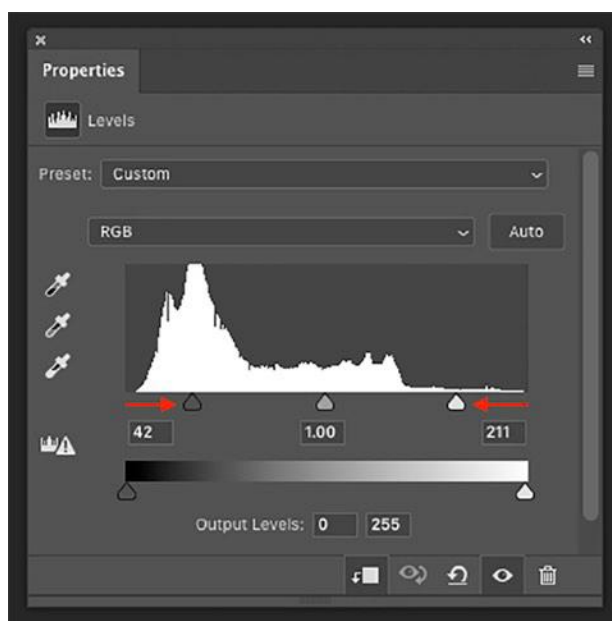 Properties
Levels
Preset: Custom
RGB Auto
42 1.00 211
Output Levels: 0 255